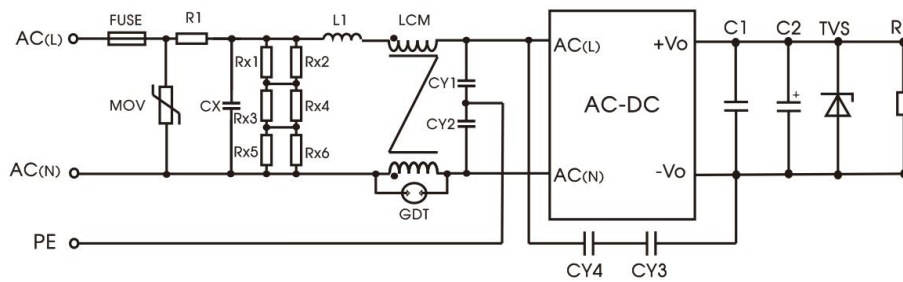 FUSE R1 L1 LCM C1 C2 TVS R
AC(L) AC(L) +Vo
Rx1 Rx2
MOV CX Rx3 Rx4 CY1 AC-DC +
CY2
Rx5 Rx6
AC(N) AC(N) -Vo
GDT
PE
CY4 CY3